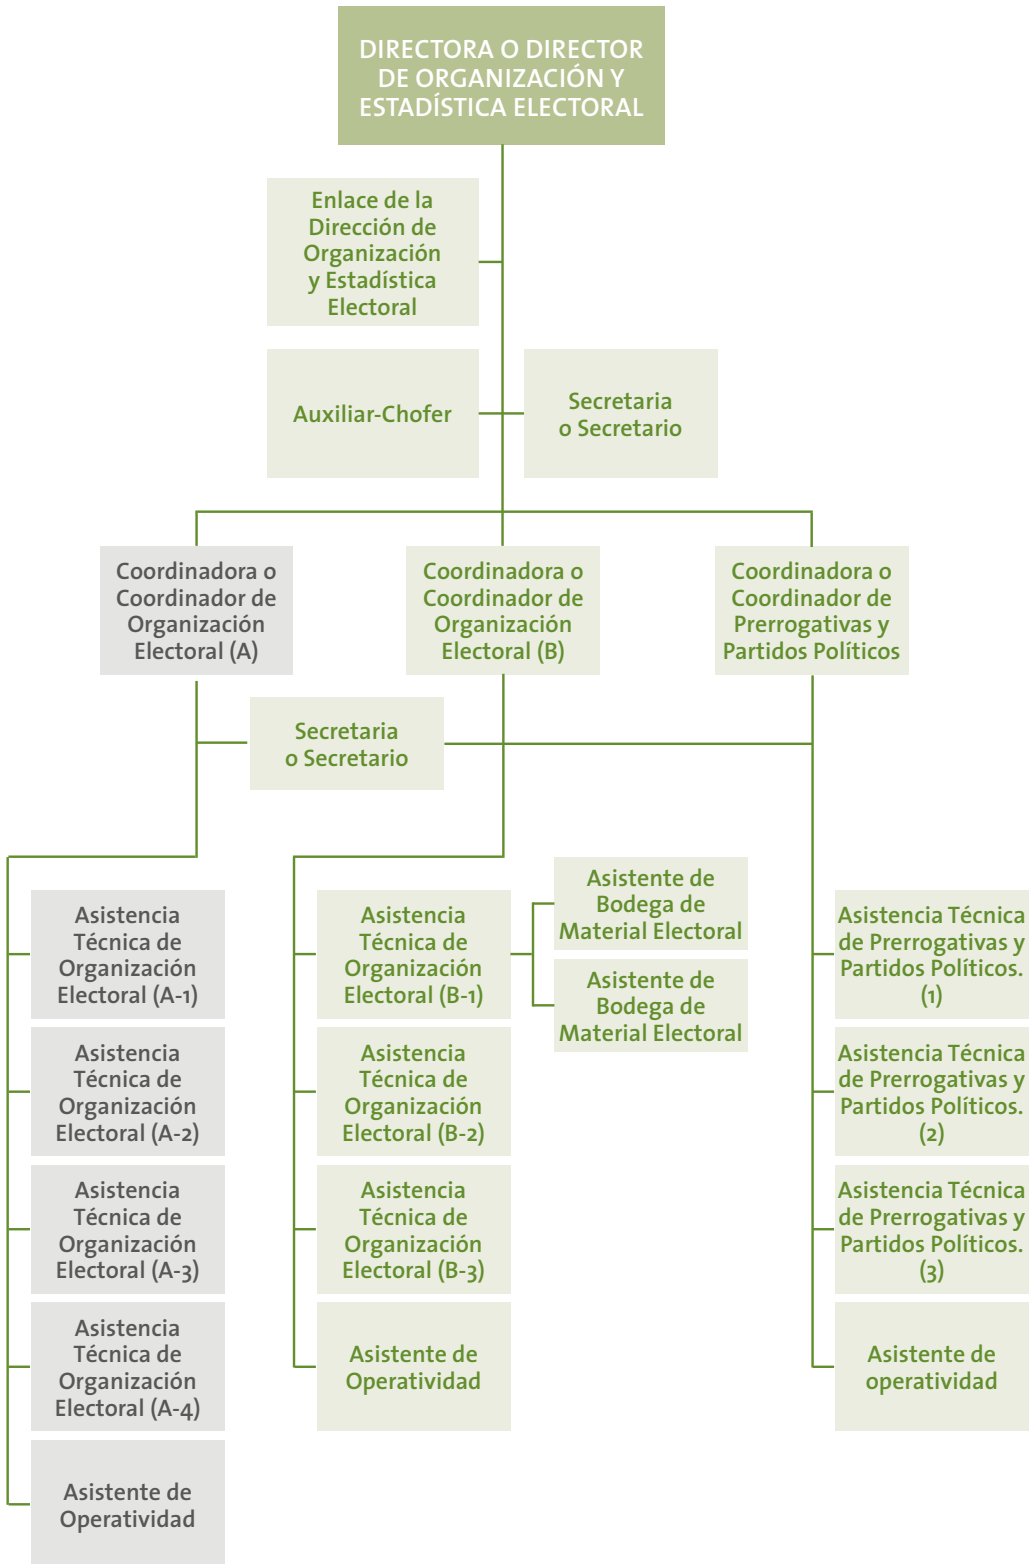 DIRECTORA O DIRECTOR
DE ORGANIZACIÓN Y
ESTADÍSTICA ELECTORAL
Enlace de la
Dirección de
Organización
y Estadística
Electoral
Auxiliar-Chofer
Secretaria
o Secretario
Coordinadora o
Coordinador de
Organización
Electoral (A)
Coordinadora o
Coordinador de
Organización
Electoral (B)
Coordinadora o
Coordinador de
Prerrogativas y
Partidos Políticos
Secretaria
o Secretario
Asistencia
Técnica de
Organización
Electoral (A-1)
Asistencia
Técnica de
Organización
Electoral (A-2)
Asistencia
Técnica de
Organización
Electoral (A-3)
Asistencia
Técnica de
Organización
Electoral (A-4)
Asistente de
Operatividad
Asistencia
Técnica de
Organización
Electoral (B-1)
Asistente de
Bodega de
Material Electoral
Asistente de
Bodega de
Material Electoral
Asistencia
Técnica de
Organización
Electoral (B-2)
Asistencia
Técnica de
Organización
Electoral (B-3)
Asistente de
Operatividad
Asistencia Técnica
de Prerrogativas y
Partidos Políticos.
(1)
Asistencia Técnica
de Prerrogativas y
Partidos Políticos.
(2)
Asistencia Técnica
de Prerrogativas y
Partidos Políticos.
(3)
Asistente de
operatividad